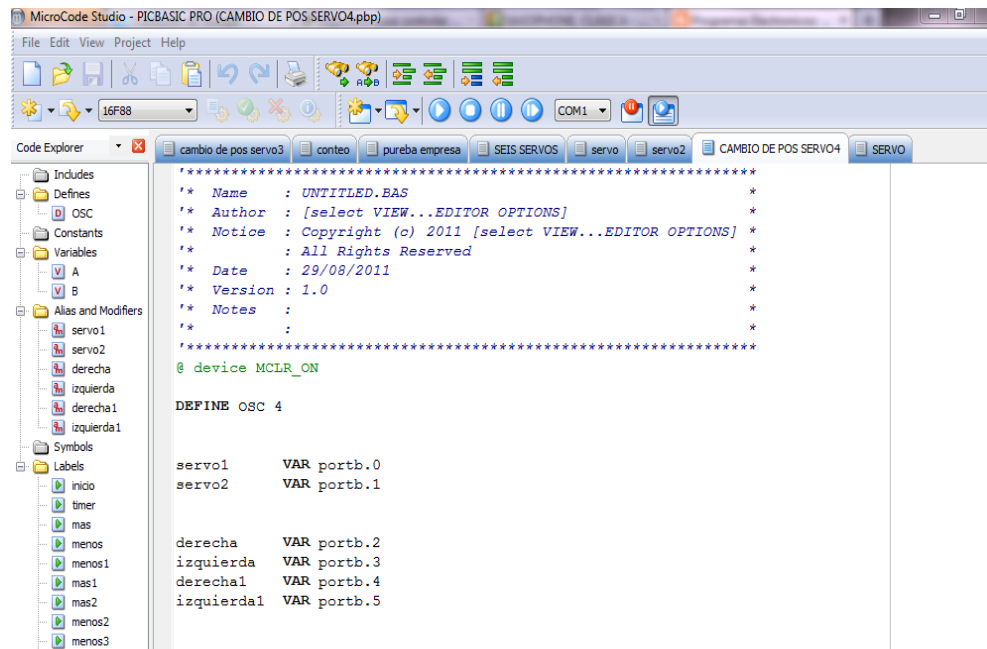 MicroCode Studio - PICBASIC PRO (CAMBIO DE POS SERVO4.pbp)
File Edit View Project Help
16F88 COM1
Code Explorer
cambio de pos servo3 conteo pureba empresa SEIS SERVOS servo servo2 CAMBIO DE POS SERVO4 SERVO
Includes
Defines
OSC
Constants
Variables
A
B
Alias and Modifiers
servo1
servo2
derecha
izquierda
derecha1
izquierda1
Symbols
Labels
inicio
timer
mas
menos
menos1
mas1
mas2
menos2
menos3
'****************************************************************
'*  Name    : UNTITLED.BAS                                      *
'*  Author  : [select VIEW...EDITOR OPTIONS]                    *
'*  Notice  : Copyright (c) 2011 [select VIEW...EDITOR OPTIONS] *
'*          : All Rights Reserved                               *
'*  Date    : 29/08/2011                                        *
'*  Version : 1.0                                               *
'*  Notes   :                                                   *
'*          :                                                   *
'****************************************************************
@ device MCLR_ON
DEFINE OSC 4
servo1 VAR portb.0
servo2 VAR portb.1
derecha VAR portb.2
izquierda VAR portb.3
derecha1 VAR portb.4
izquierda1 VAR portb.5